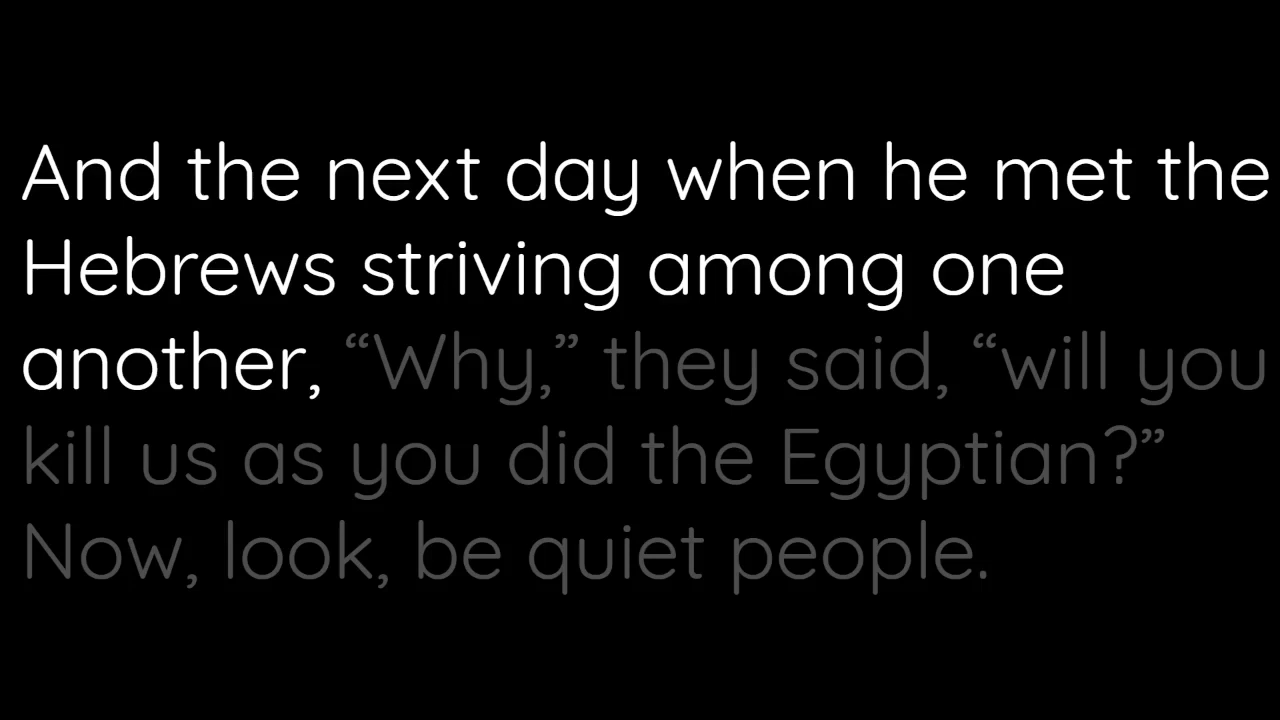 And the next day when he met the
Hebrews striving among one
another, “Why,” they said, “will you
kill us as you did the Egyptian?”
Now, look, be quiet people.